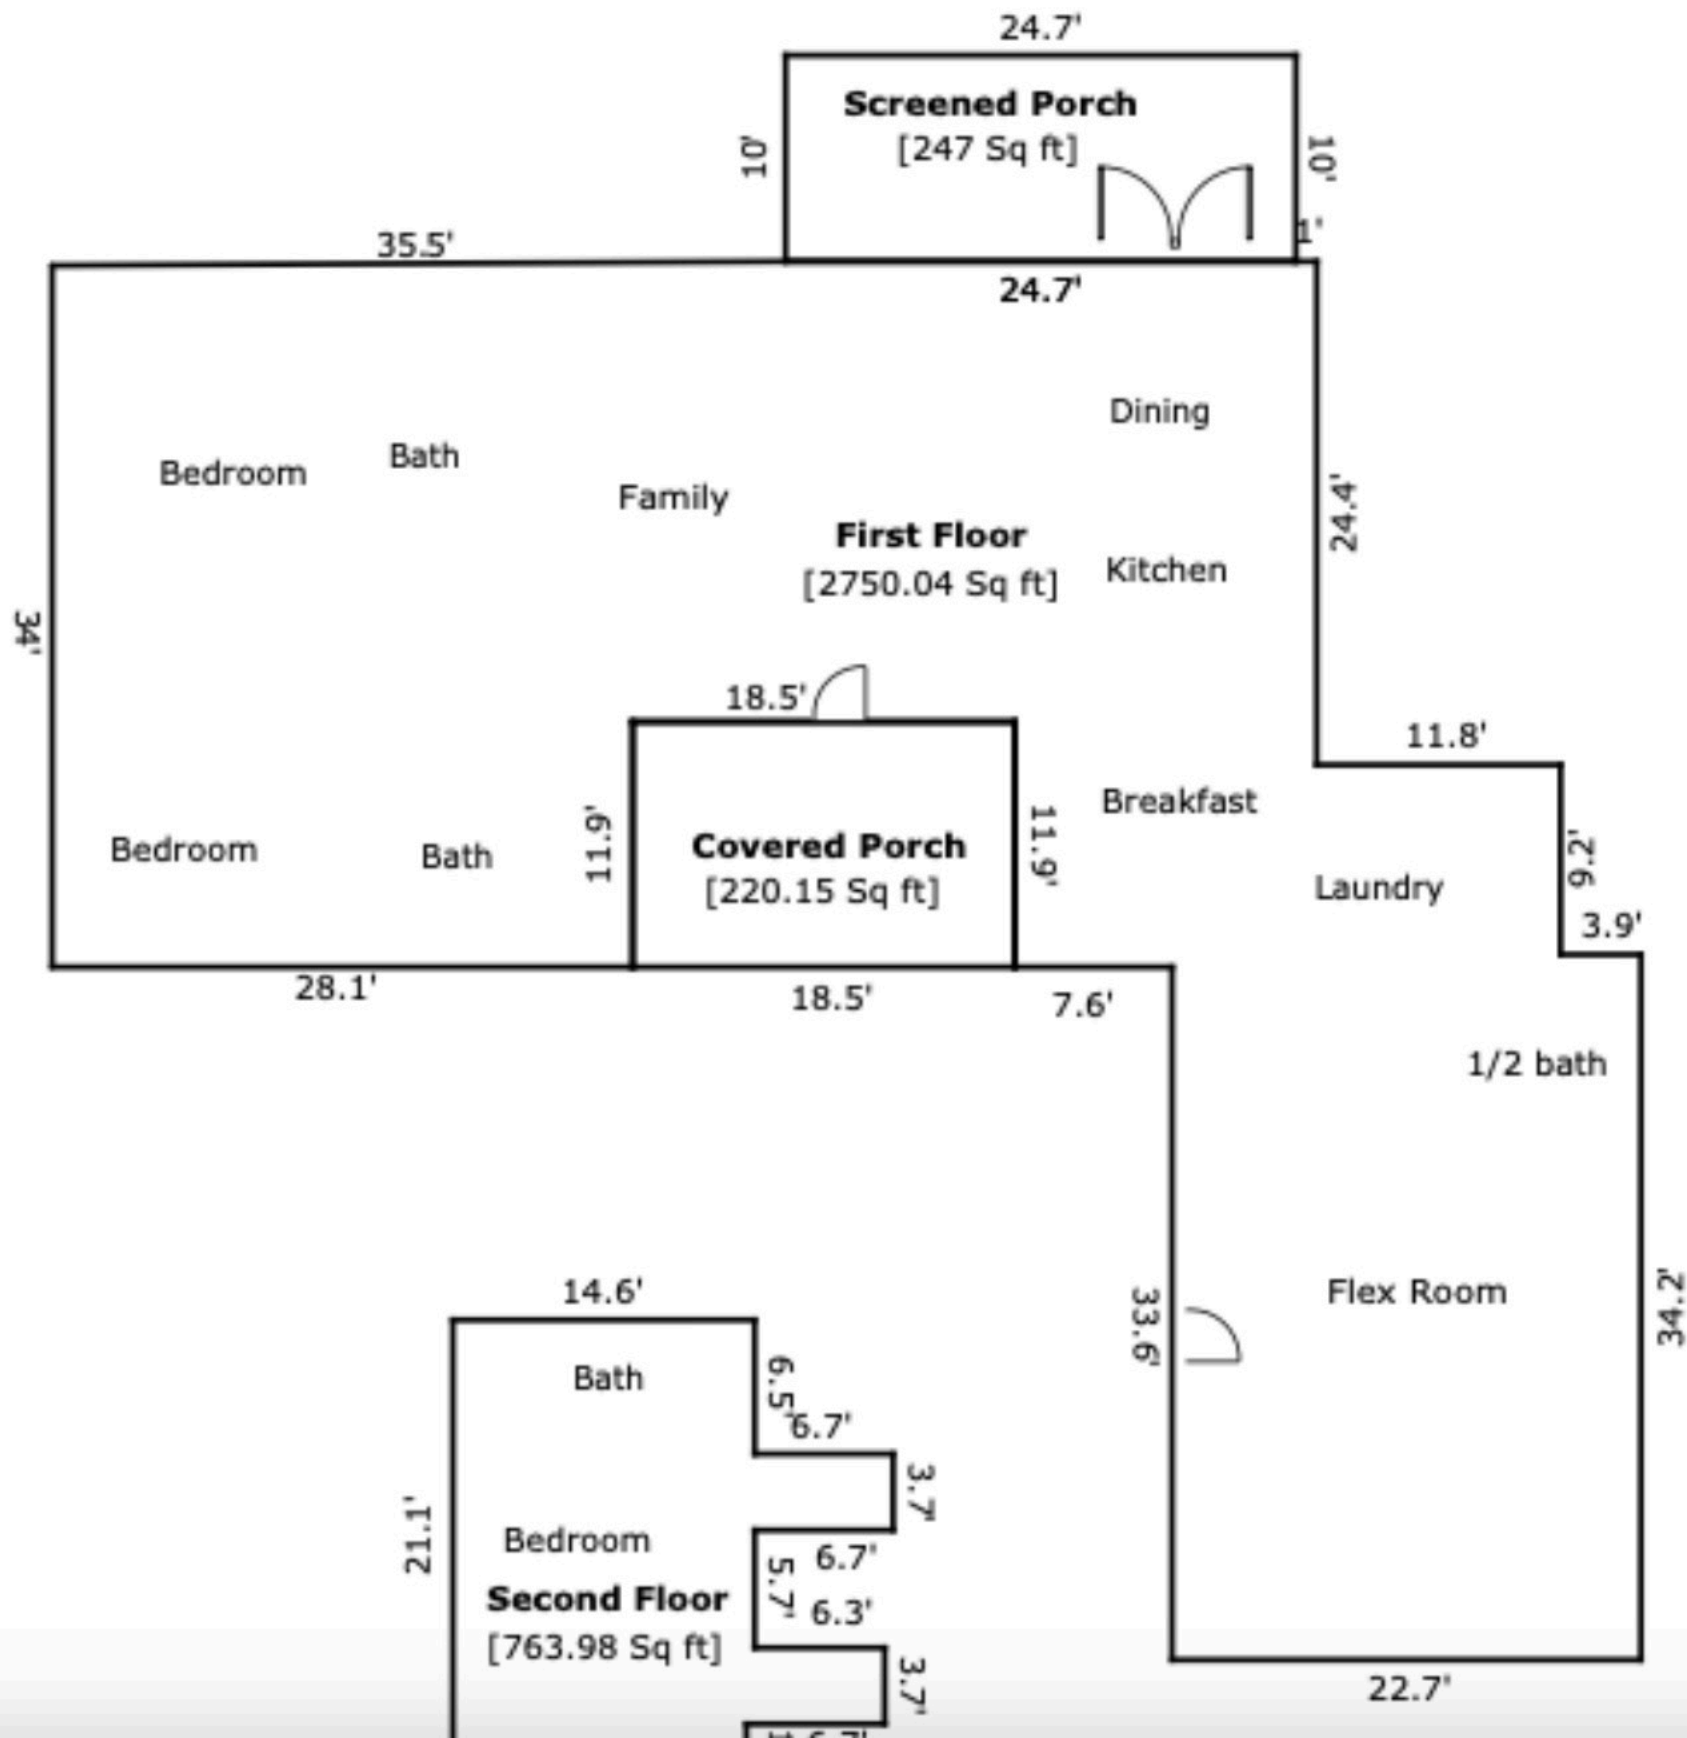 24.7'
Screened Porch
[247 Sq ft]
10'
10'
1'
35.5'
24.7'
Dining
Bath
Bedroom
Family
First Floor
[2750.04 Sq ft]
Kitchen
24.4'
34'
18.5'
11.8'
Breakfast
11.9'
Covered Porch
[220.15 Sq ft]
11.9'
Bedroom
Bath
Laundry
9.2'
3.9'
28.1'
18.5'
7.6'
1/2 bath
14.6'
33.6'
Flex Room
34.2'
Bath
6.5'
6.7'
3.7'
21.1'
Bedroom
6.7'
5.7'
Second Floor
[763.98 Sq ft]
6.3'
3.7'
22.7'